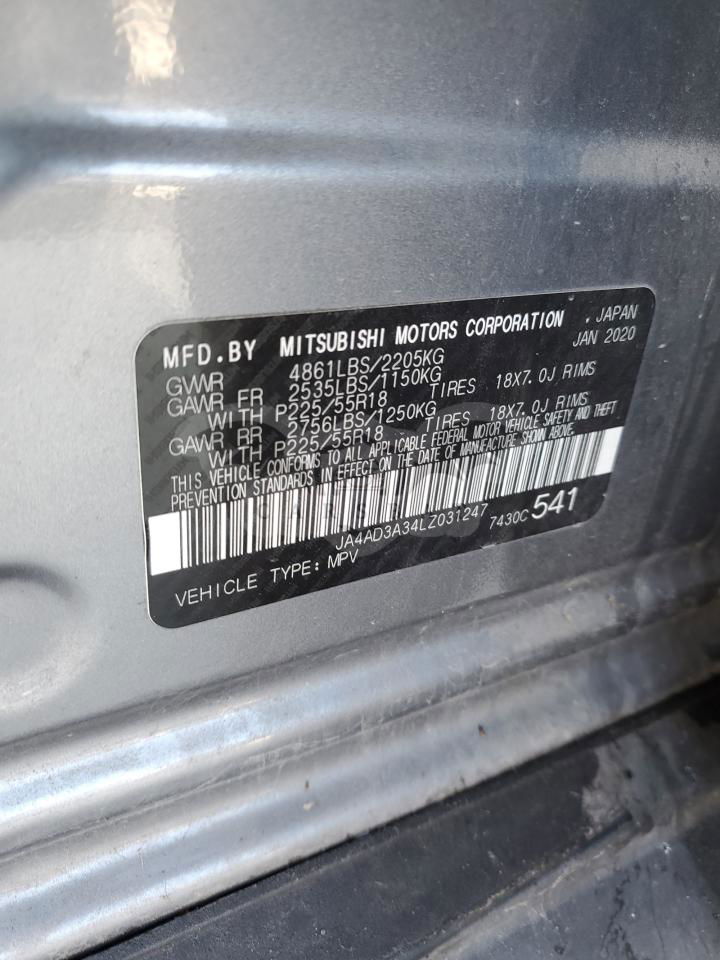 MFD.BY MITSUBISHI MOTORS CORPORATION . JAPAN
JAN 2020
GVWR 4861LBS/2205KG
GAWR FR 2535LBS/1150KG
WITH P225/55R18 TIRES 18X7.0J RIMS
GAWR RR 2756LBS/1250KG
WITH P225/55R18 TIRES 18X7.0J RIMS
THIS VEHICLE CONFORMS TO ALL APPLICABLE FEDERAL MOTOR VEHICLE SAFETY AND THEFT
PREVENTION STANDARDS IN EFFECT ON THE DATE OF MANUFACTURE SHOWN ABOVE.
JA4AD3A34LZ031247 7430C 541
VEHICLE TYPE: MPV